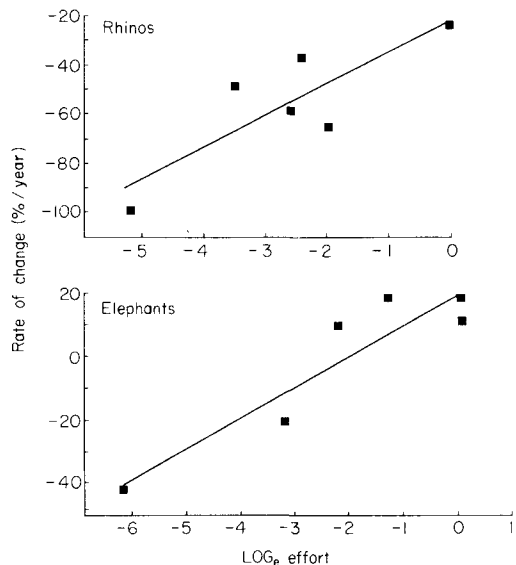 Rhinos
-20
-40
-60
-80
-100
-5 -4 -3 -2 -1 0
Rate of change (%/year)
Elephants
20
0
-20
-40
-6 -5 -4 -3 -2 -1 0 1
LOGe effort